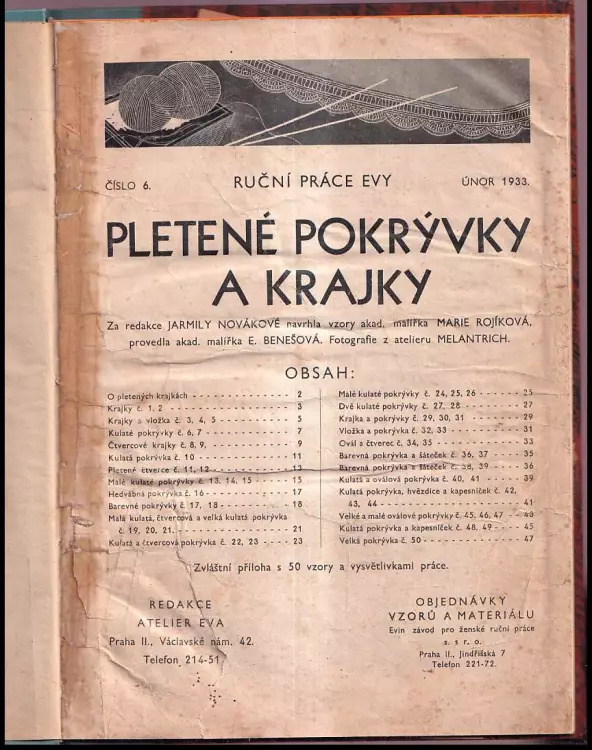 ČÍSLO 6.
RUČNÍ PRÁCE EVY
ÚNOR 1933.
PLETENÉ POKRÝVKY
A KRAJKY
Za redakce JARMILY NOVÁKOVÉ navrhla vzory akad. malířka MARIE ROJÍKOVÁ,
provedla akad. malířka E. BENEŠOVÁ. Fotografie z atelieru MELANTRICH.
OBSAH:
O pletených krajkách - - - - - - - - - - - - - 2
Krajky č. 1, 2 - - - - - - - - - - - - - - - 3
Krajky a vložka č. 3, 4, 5 - - - - - - - - - - 5
Kulaté pokrývky č. 6, 7 - - - - - - - - - - - 7
Čtvercové krajky č. 8, 9, - - - - - - - - - - 9
Kulatá pokrývka č. 10 - - - - - - - - - - - 11
Pletené čtverce č. 11, 12 - - - - - - - - - - 13
Malé kulaté pokrývky č. 13, 14, 15 - - - - - 15
Hedvábná pokrývka č. 16 - - - - - - - - - - 17
Barevné pokrývky č. 17, 18 - - - - - - - - - 18
Malá kulatá, čtvercová a velká kulatá pokrývka
č. 19, 20, 21 - - - - - - - - - - - - - - 21
Kulatá a čtvercová pokrývka č. 22, 23 - - - - 23
Malé kulaté pokrývky č. 24, 25, 26 - - - - - 25
Dvě kulaté pokrývky č. 27, 28 - - - - - - - - 27
Krajka a pokrývka č. 29, 30, 31 - - - - - - - 29
Vložka a pokrývka č. 32, 33 - - - - - - - - - 31
Ovál a čtverec č. 34, 35 - - - - - - - - - - 33
Barevná pokrývka a šáteček č. 36, 37 - - - - 35
Barevná pokrývka a šáteček č. 38, 39 - - - - 36
Kulatá a oválová pokrývka č. 40, 41 - - - - - 39
Kulatá pokrývka, hvězdice a kapesníček č. 42,
43, 44 - - - - - - - - - - - - - - - - - 41
Velké a malé oválové pokrývky č. 45, 46, 47 - - 43
Kulatá pokrývka a kapesníček č. 48, 49 - - - - 45
Velká pokrývka č. 50 - - - - - - - - - - - - 47
Zvláštní příloha s 50 vzory a vysvětlivkami práce.
REDAKCE
ATELIER EVA
Praha II., Václavské nám. 42.
Telefon 214-51.
OBJEDNÁVKY
VZORŮ A MATERIÁLU
Evin závod pro ženské ruční práce
s. s r. o.
Praha II., Jindřišská 7
Telefon 221-72.